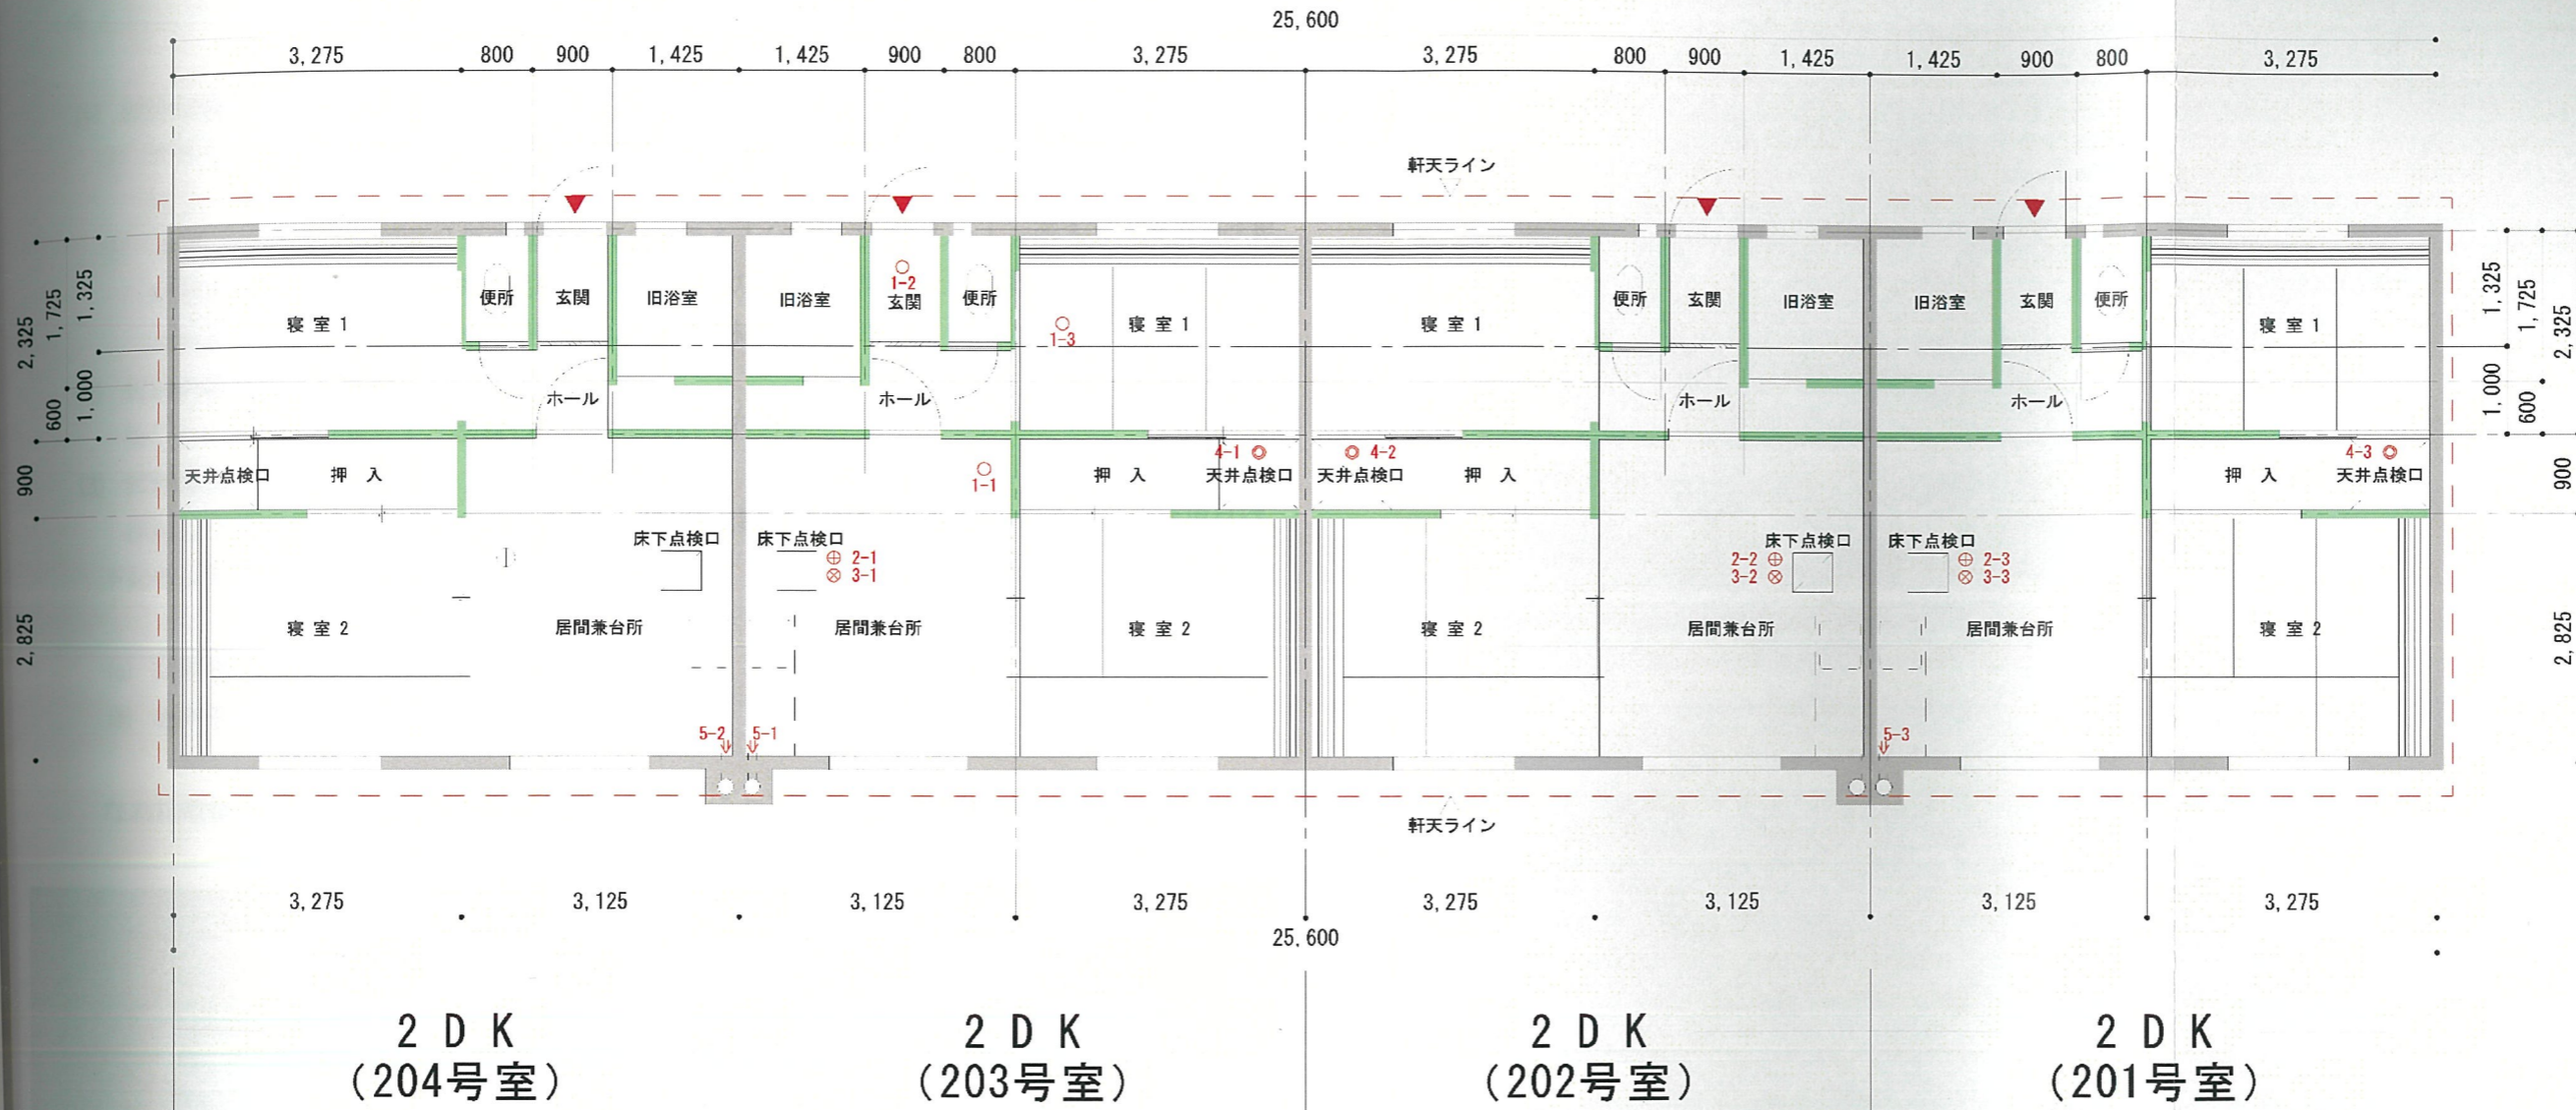 25,600
3,275 800 900 1,425 1,425 900 800 3,275 3,275 800 900 1,425 1,425 900 800 3,275
軒天ライン
1,325 1,325
1,725 1,725
2,325 2,325
1-2
便所 玄関 旧浴室 旧浴室 玄関 便所 便所 玄関 旧浴室 旧浴室 玄関 便所
寝室1 1-3 寝室1 寝室1 寝室1
1,000 1,000
600 600
ホール ホール ホール ホール
4-1 4-2 4-3
900 天井点検口 押入 1-1 押入 天井点検口 天井点検口 押入 押入 天井点検口 900
床下点検口 床下点検口 床下点検口 床下点検口
2-1 2-2 2-3
3-1 3-2 3-3
2,825 寝室2 居間兼台所 居間兼台所 寝室2 寝室2 居間兼台所 居間兼台所 寝室2 2,825
5-2 5-1 5-3
軒天ライン
3,275 3,125 3,125 3,275 3,275 3,125 3,125 3,275
25,600
2DK 2DK 2DK 2DK
(204号室) (203号室) (202号室) (201号室)